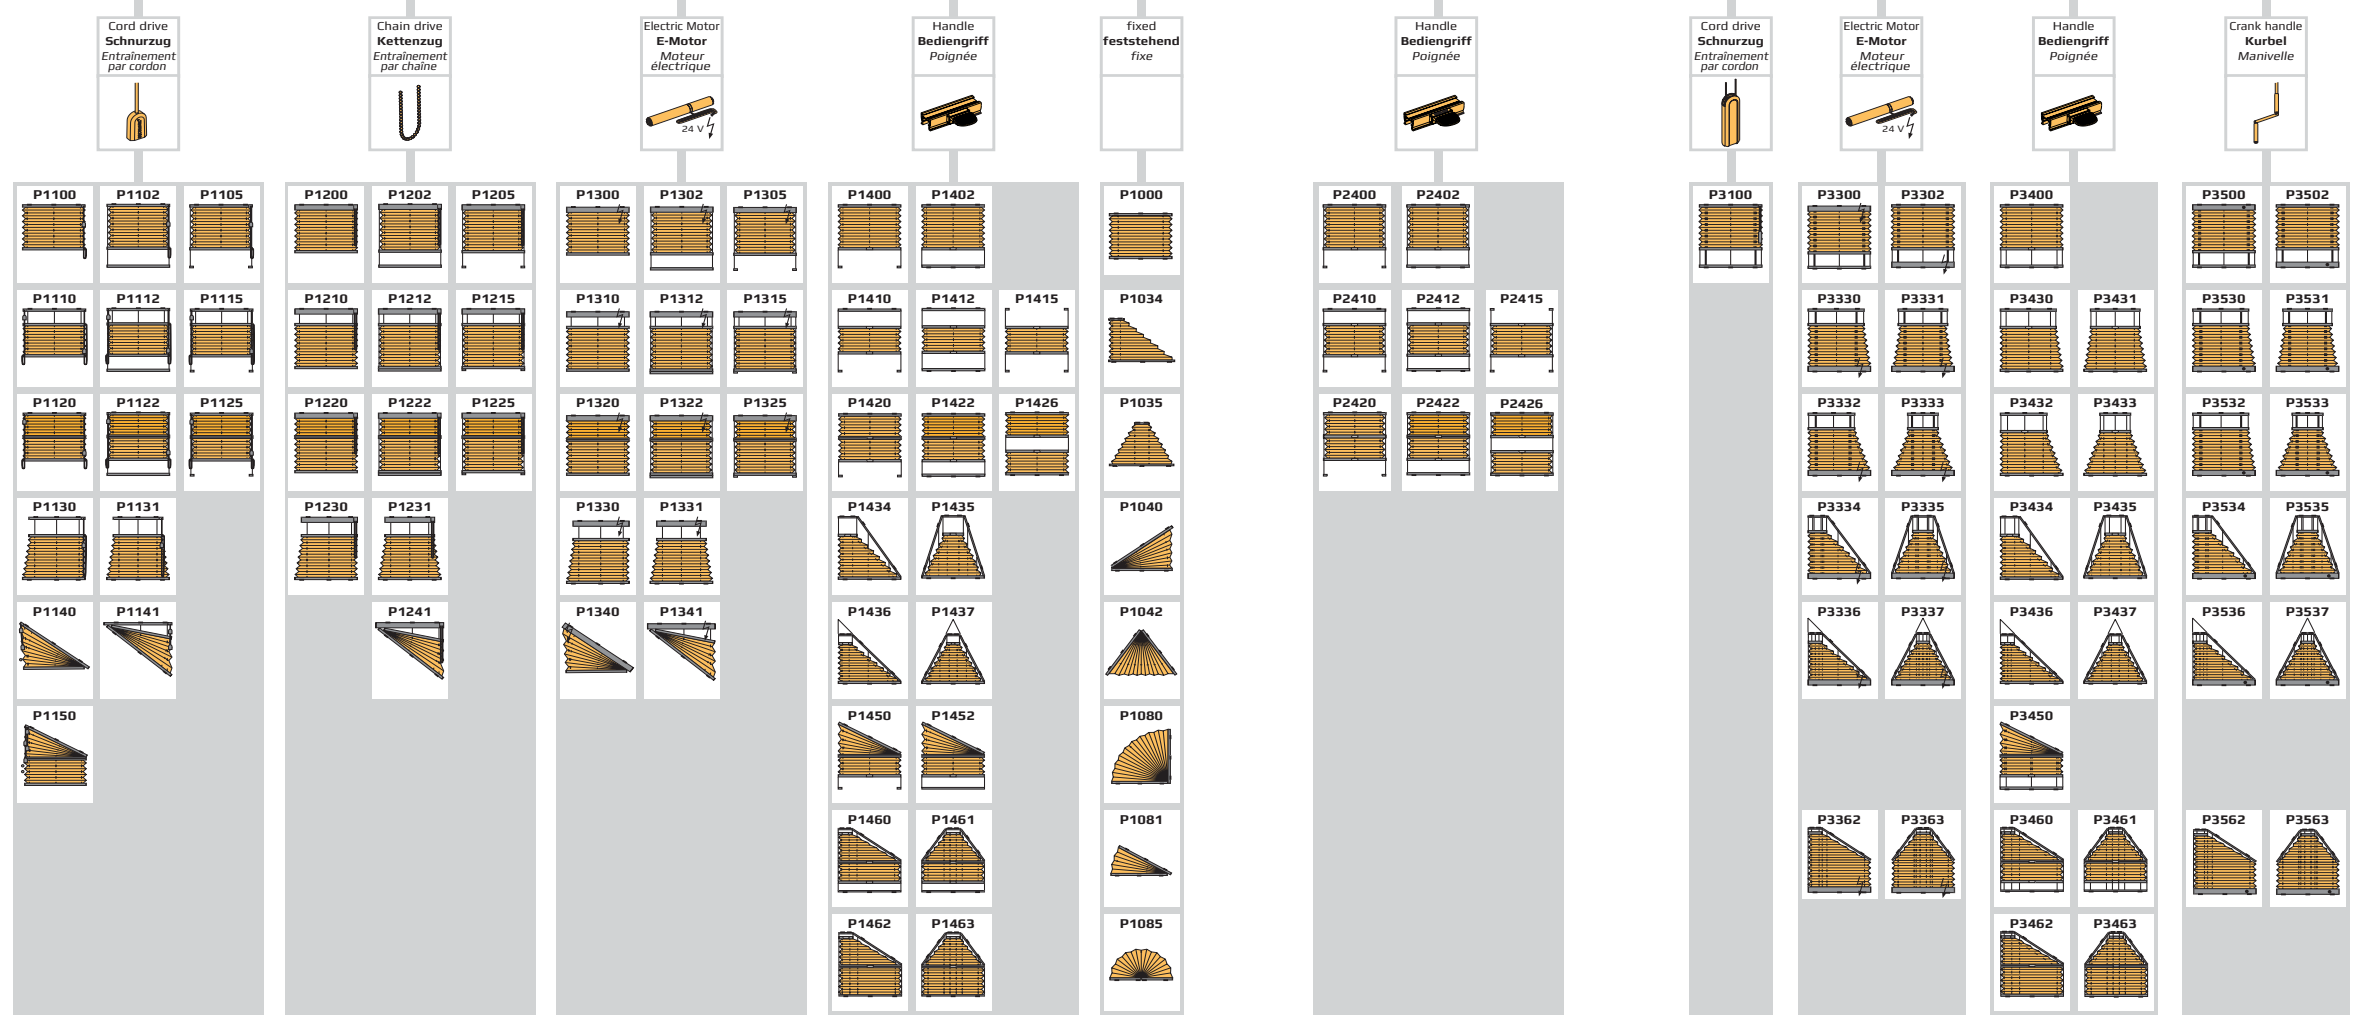 Cord drive
Schnurzug
Entraînement
par cordon
Chain drive
Kettenzug
Entraînement
par chaîne
Electric Motor
E-Motor
Moteur
électrique
24 V
Handle
Bediengriff
Poignée
fixed
feststehend
fixe
Handle
Bediengriff
Poignée
Cord drive
Schnurzug
Entraînement
par cordon
Electric Motor
E-Motor
Moteur
électrique
24 V
Handle
Bediengriff
Poignée
Crank handle
Kurbel
Manivelle
P1100 P1102 P1105
P1110 P1112 P1115
P1120 P1122 P1125
P1130 P1131
P1140 P1141
P1150
P1200 P1202 P1205
P1210 P1212 P1215
P1220 P1222 P1225
P1230 P1231
P1241
P1300 P1302 P1305
P1310 P1312 P1315
P1320 P1322 P1325
P1330 P1331
P1340 P1341
P1400 P1402
P1410 P1412 P1415
P1420 P1422 P1426
P1434 P1435
P1436 P1437
P1450 P1452
P1460 P1461
P1462 P1463
P1000
P1034
P1035
P1040
P1042
P1080
P1081
P1085
P2400 P2402
P2410 P2412 P2415
P2420 P2422 P2426
P3100
P3300 P3302
P3330 P3331
P3332 P3333
P3334 P3335
P3336 P3337
P3362 P3363
P3400
P3430 P3431
P3432 P3433
P3434 P3435
P3436 P3437
P3450
P3460 P3461
P3462 P3463
P3500 P3502
P3530 P3531
P3532 P3533
P3534 P3535
P3536 P3537
P3562 P3563